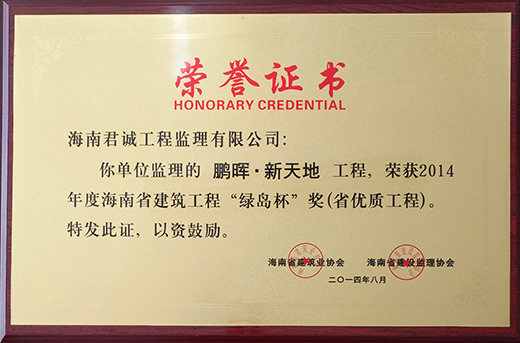 荣誉证书
HONORARY CREDENTIAL
海南君诚工程监理有限公司:
你单位监理的 鹏晖·新天地 工程, 荣获2014
年度海南省建筑工程“绿岛杯”奖(省优质工程)。
特发此证, 以资鼓励。
海南省建筑业协会 海南省建设监理协会
二〇一四年八月